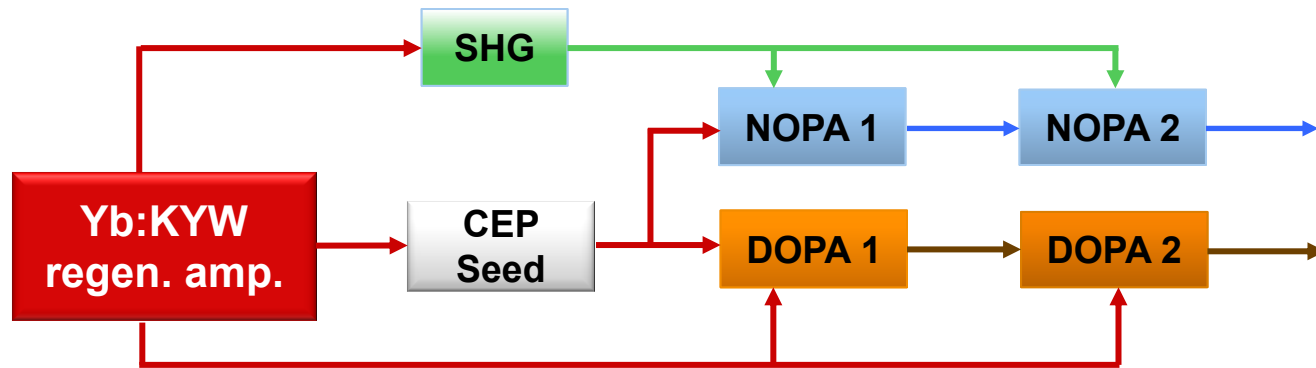 SHG
NOPA 1
NOPA 2
Yb:KYW
regen. amp.
CEP
Seed
DOPA 1
DOPA 2